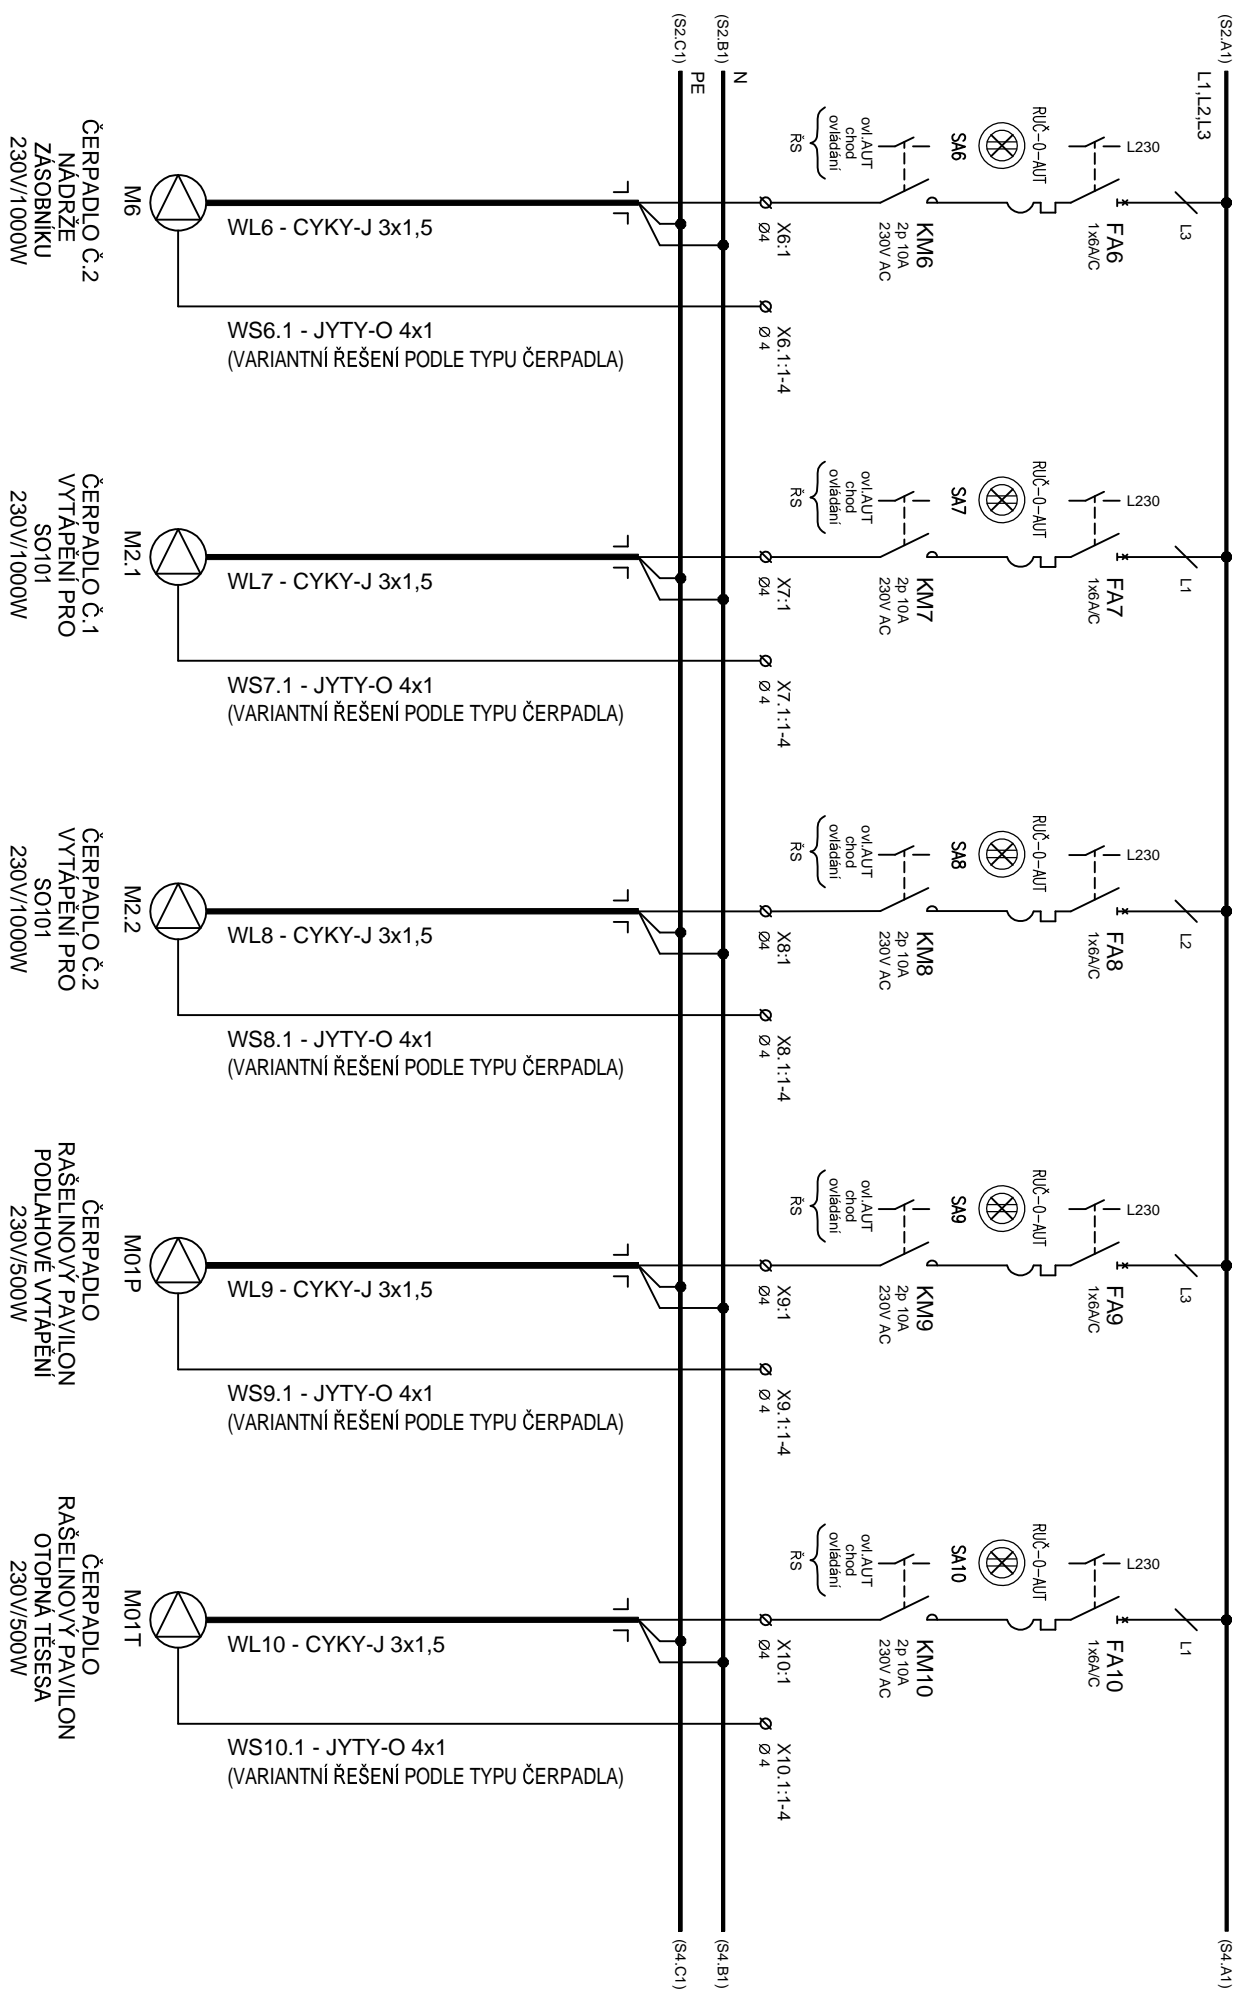 (S2.A1)
L1,L2,L3
(S4.A1)
(S2.B1)
N
(S4.B1)
(S2.C1)
PE
(S4.C1)
L3
FA6
1x6A/C
L230
RUČ-0-AUT
SA6
KM6
2p 10A
230V AC
ovl.AUT
chod
ovládání
ŘS
X6:1
Ø4
X6.1:1-4
Ø 4
WL6 - CYKY-J 3x1,5
WS6.1 - JYTY-O 4x1
(VARIANTNÍ ŘEŠENÍ PODLE TYPU ČERPADLA)
M6
ČERPADLO Č.2
NÁDRŽE
ZÁSOBNÍKU
230V/1000W
L1
FA7
1x6A/C
L230
RUČ-0-AUT
SA7
KM7
2p 10A
230V AC
ovl.AUT
chod
ovládání
ŘS
X7:1
Ø4
X7.1:1-4
Ø 4
WL7 - CYKY-J 3x1,5
WS7.1 - JYTY-O 4x1
(VARIANTNÍ ŘEŠENÍ PODLE TYPU ČERPADLA)
M2.1
ČERPADLO Č.1
VYTÁPĚNÍ PRO
SO101
230V/1000W
L2
FA8
1x6A/C
L230
RUČ-0-AUT
SA8
KM8
2p 10A
230V AC
ovl.AUT
chod
ovládání
ŘS
X8:1
Ø4
X8.1:1-4
Ø 4
WL8 - CYKY-J 3x1,5
WS8.1 - JYTY-O 4x1
(VARIANTNÍ ŘEŠENÍ PODLE TYPU ČERPADLA)
M2.2
ČERPADLO Č.2
VYTÁPĚNÍ PRO
SO101
230V/1000W
L3
FA9
1x6A/C
L230
RUČ-0-AUT
SA9
KM9
2p 10A
230V AC
ovl.AUT
chod
ovládání
ŘS
X9:1
Ø4
X9.1:1-4
Ø 4
WL9 - CYKY-J 3x1,5
WS9.1 - JYTY-O 4x1
(VARIANTNÍ ŘEŠENÍ PODLE TYPU ČERPADLA)
M01P
ČERPADLO
RAŠELINOVÝ PAVILON
PODLAHOVÉ VYTÁPĚNÍ
230V/500W
L1
FA10
1x6A/C
L230
RUČ-0-AUT
SA10
KM10
2p 10A
230V AC
ovl.AUT
chod
ovládání
ŘS
X10:1
Ø4
X10.1:1-4
Ø 4
WL10 - CYKY-J 3x1,5
WS10.1 - JYTY-O 4x1
(VARIANTNÍ ŘEŠENÍ PODLE TYPU ČERPADLA)
M01T
ČERPADLO
RAŠELINOVÝ PAVILON
OTOPNÁ TĚSESA
230V/500W